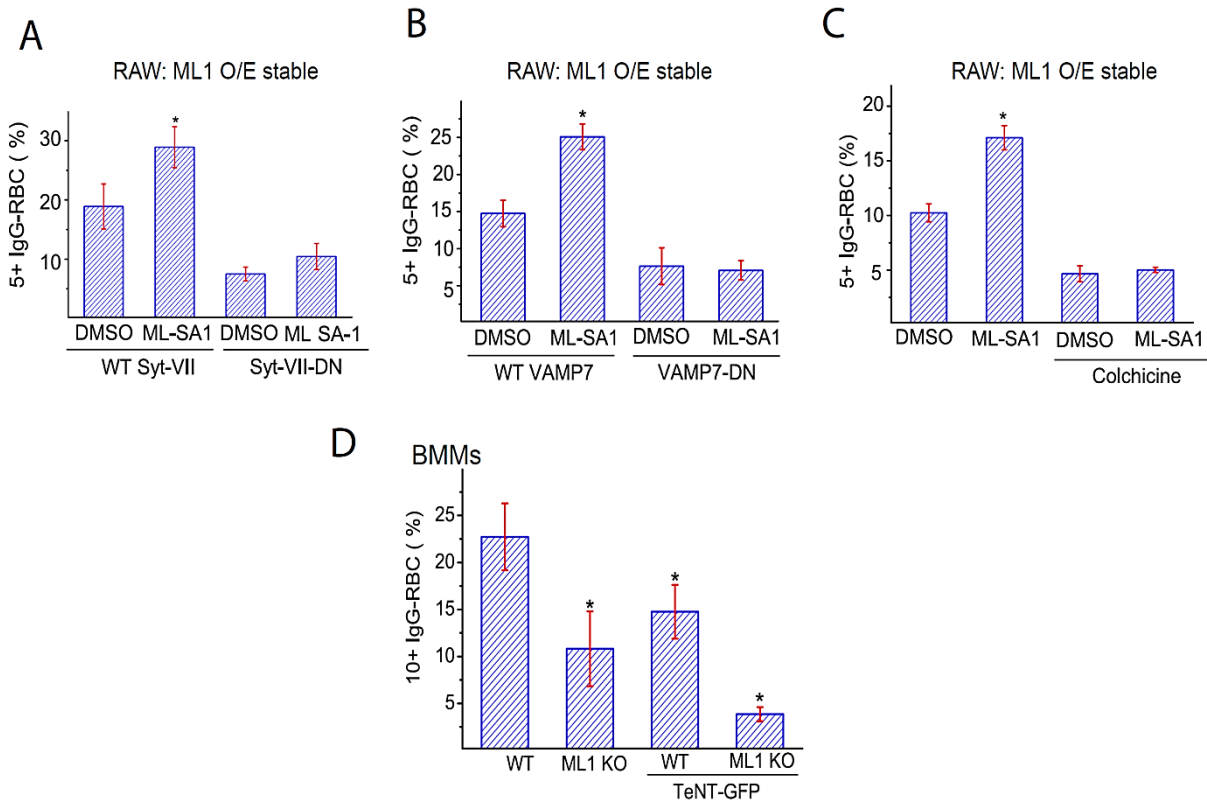 A
RAW: ML1 O/E stable
5+ IgG-RBC ( %)
30
20
10
*
DMSO ML-SA1 DMSO ML SA-1
WT Syt-VII Syt-VII-DN
B
RAW: ML1 O/E stable
5+ IgG-RBC ( %)
25
20
15
10
5
*
DMSO ML-SA1 DMSO ML-SA1
WT VAMP7 VAMP7-DN
C
RAW: ML1 O/E stable
5+ IgG-RBC (%)
20
15
10
5
*
DMSO ML-SA1 DMSO ML-SA1
Colchicine
D
BMMs
10+ IgG-RBC ( %)
25
20
15
10
5
* * *
WT ML1 KO WT ML1 KO
TeNT-GFP